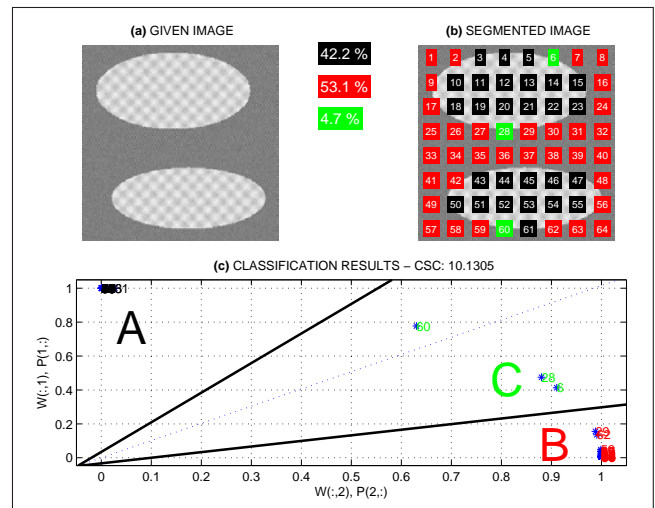 (a) GIVEN IMAGE
42.2 %
53.1 %
4.7 %
(b) SEGMENTED IMAGE
1 2 3 4 5 6 7 8
9 10 11 12 13 14 15 16
17 18 19 20 21 22 23 24
25 26 27 28 29 30 31 32
33 34 35 36 37 38 39 40
41 42 43 44 45 46 47 48
49 50 51 52 53 54 55 56
57 58 59 60 61 62 63 64
(c) CLASSIFICATION RESULTS – CSC: 10.1305
W(:,1), P(1,:)
1
0.8
0.6
0.4
0.2
0
A
60
28
6
C
B
0 0.1 0.2 0.3 0.4 0.5 0.6 0.7 0.8 0.9 1
W(:,2), P(2,:)